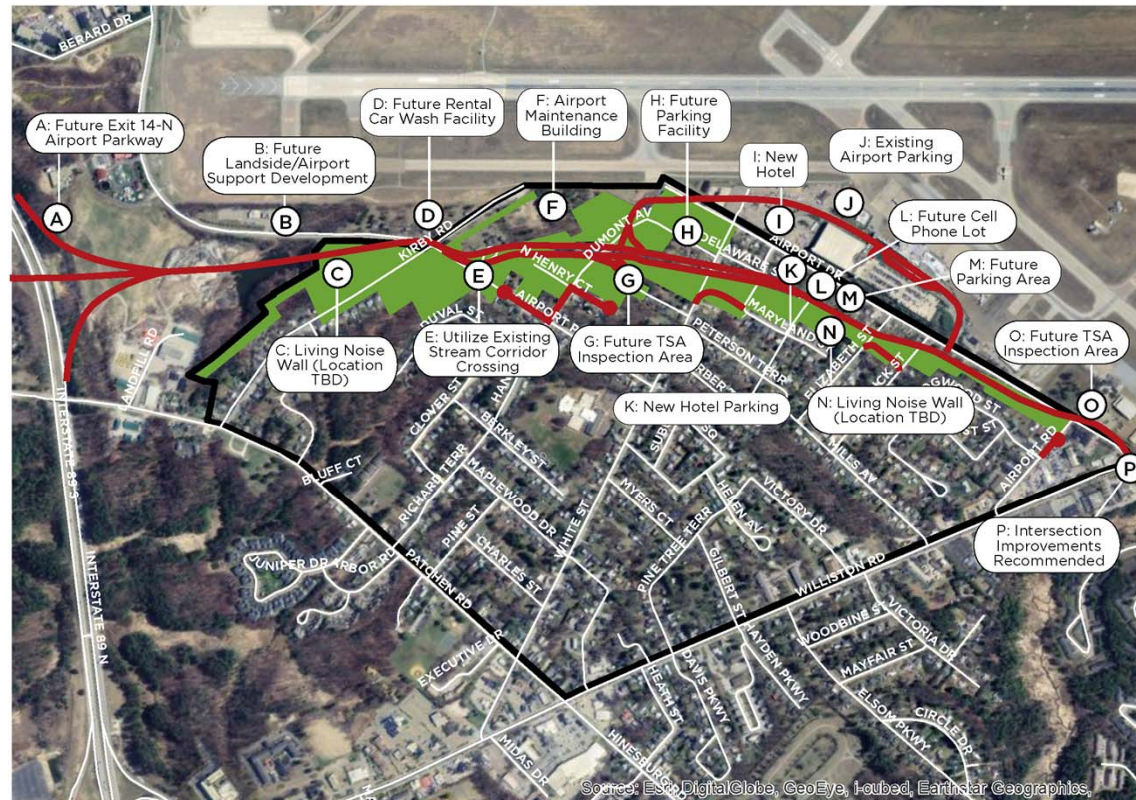 BERARD DR
A: Future Exit 14-N
Airport Parkway
B: Future
Landside/Airport
Support Development
D: Future Rental
Car Wash Facility
F: Airport
Maintenance
Building
H: Future
Parking
Facility
I: New
Hotel
J: Existing
Airport Parking
L: Future Cell
Phone Lot
M: Future
Parking Area
O: Future TSA
Inspection Area
A
B
D
F
H
I
J
C
E
G
K
L
M
N
O
P
KIRBY RD
DUMONT AV
N HENRY CT
DELAWARE
AIRPORT DR
MARYLAND
DUVAL ST
AIRPORT
PETERSON TERR
ELIZABETH ST
AIRPORT RD
LANDFILL RD
C: Living Noise
Wall (Location
TBD)
E: Utilize Existing
Stream Corridor
Crossing
G: Future TSA
Inspection Area
K: New Hotel Parking
N: Living Noise Wall
(Location TBD)
P: Intersection
Improvements
Recommended
INTERSTATE 89 S
INTERSTATE 89 N
CLOVER ST
BERKLEY ST
BLUFF CT
RICHARD TERR
MAPLEWOOD DR
PINE ST
CHARLES ST
WHITE ST
MYERS CT
PINE TREE TERR
HELEN AV
VICTORY DR
MILLS AV
GILBERT ST
JUNIPER DR
ARBOR RD
PATCHEN RD
WILLISTON RD
EXECUTIVE DR
HAYDEN PKWY
WOODBINE ST
VICTORIA DR
MAYFAIR ST
HEATH ST
DAVIS PKWY
ELSOM PKWY
CIRCLE DR
MIDAS DR
HINESBURG RD
Source: Esri, DigitalGlobe, GeoEye, i-cubed, Earthstar Geographics,